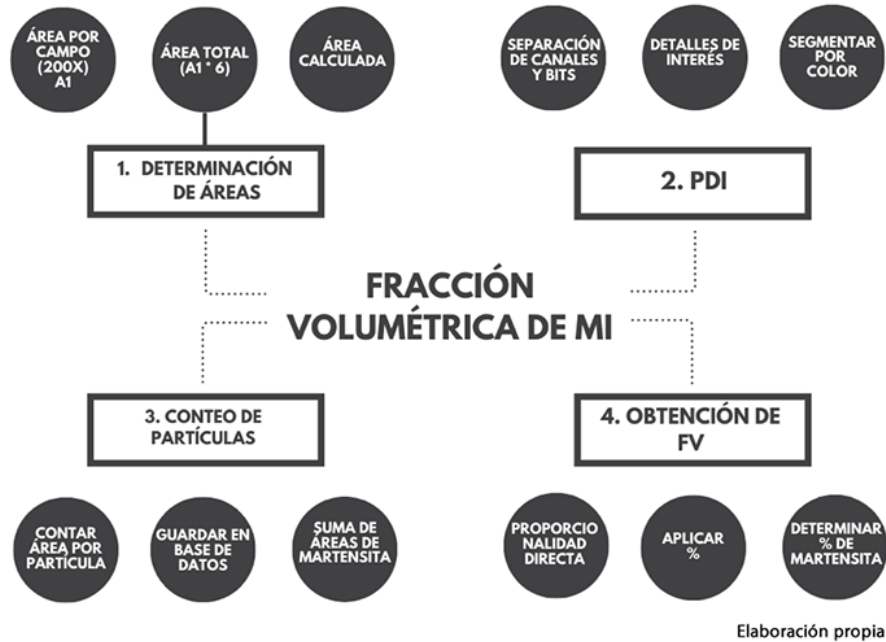 ÁREA POR
CAMPO
(200X)
A1
ÁREA TOTAL
(A1 * 6)
ÁREA
CALCULADA
SEPARACIÓN
DE CANALES
Y BITS
DETALLES DE
INTERÉS
SEGMENTAR
POR
COLOR
1. DETERMINACIÓN
DE ÁREAS
2. PDI
FRACCIÓN
VOLUMÉTRICA DE MI
3. CONTEO DE
PARTÍCULAS
4. OBTENCIÓN DE
FV
CONTAR
ÁREA POR
PARTÍCULA
GUARDAR EN
BASE DE
DATOS
SUMA DE
ÁREAS DE
MARTENSITA
PROPORCIO
NALIDAD
DIRECTA
APLICAR
%
DETERMINAR
% DE
MARTENSITA
Elaboración propia